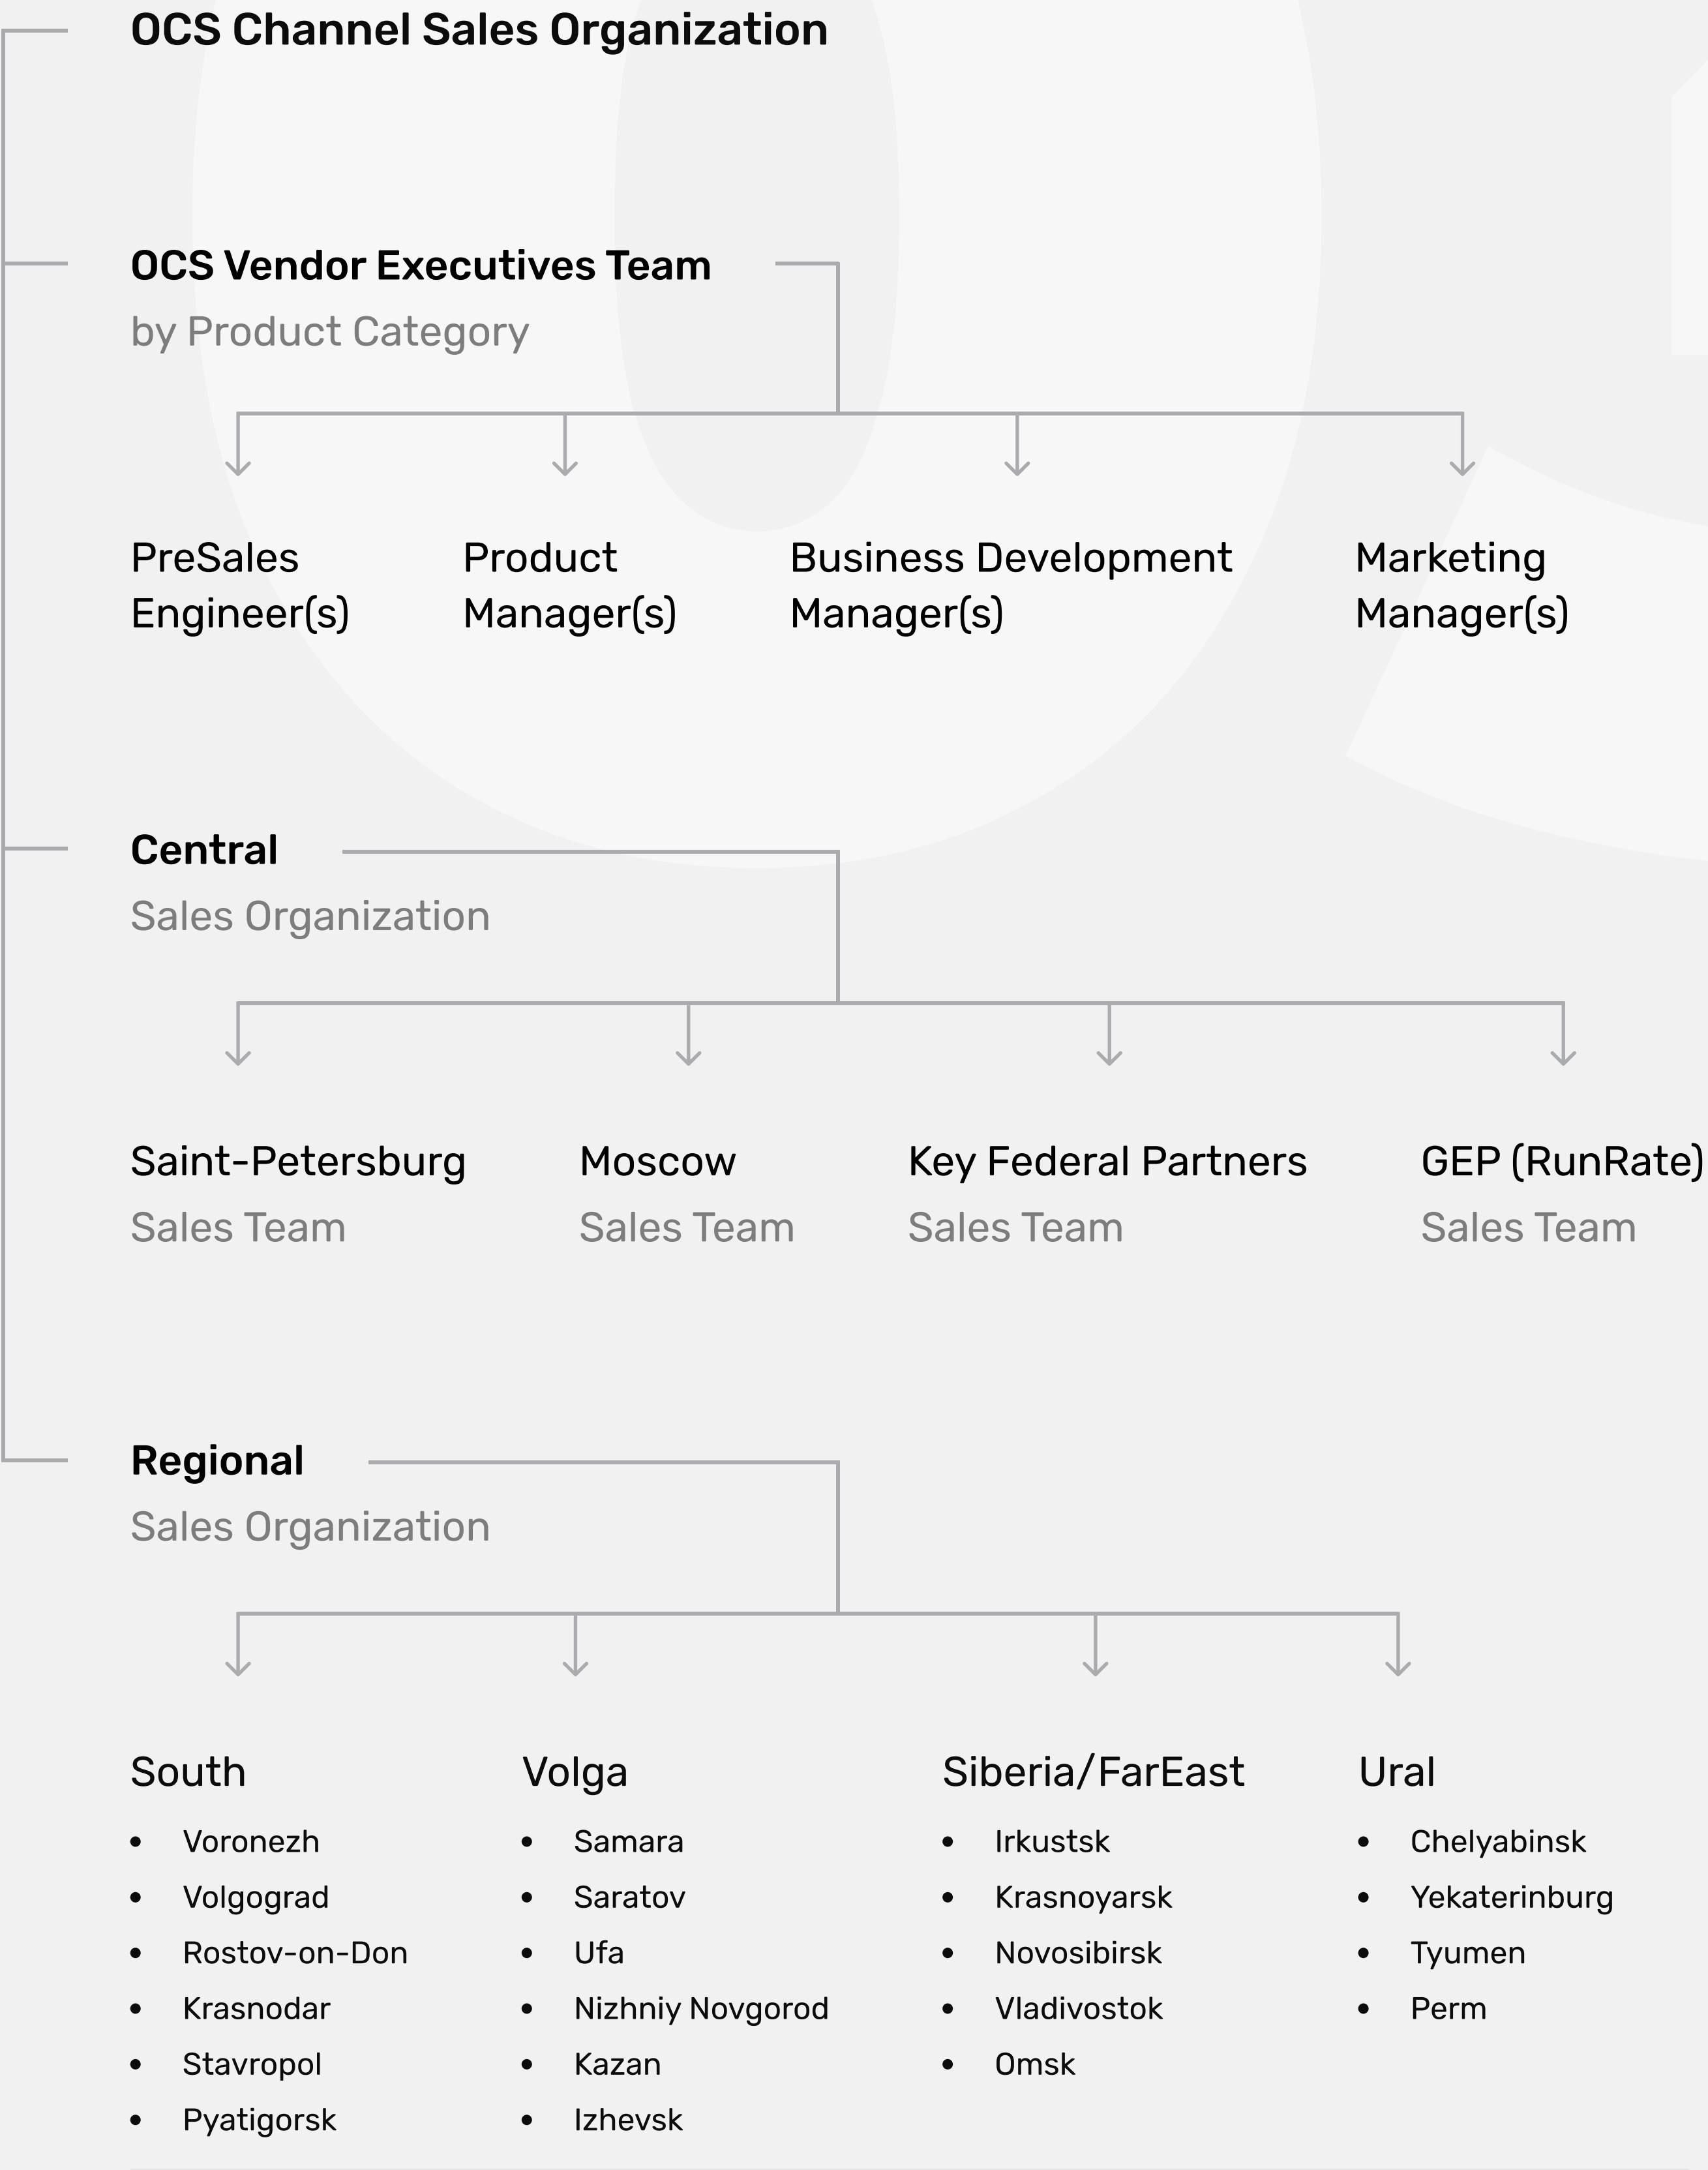 OCS Channel Sales Organization
OCS Vendor Executives Team
by Product Category
PreSales
Engineer(s)
Product
Manager(s)
Business Development
Manager(s)
Marketing
Manager(s)
Central
Sales Organization
Saint-Petersburg
Sales Team
Moscow
Sales Team
Key Federal Partners
Sales Team
GEP (RunRate)
Sales Team
Regional
Sales Organization
South
• Voronezh
• Volgograd
• Rostov-on-Don
• Krasnodar
• Stavropol
• Pyatigorsk
Volga
• Samara
• Saratov
• Ufa
• Nizhniy Novgorod
• Kazan
• Izhevsk
Siberia/FarEast
• Irkustsk
• Krasnoyarsk
• Novosibirsk
• Vladivostok
• Omsk
Ural
• Chelyabinsk
• Yekaterinburg
• Tyumen
• Perm